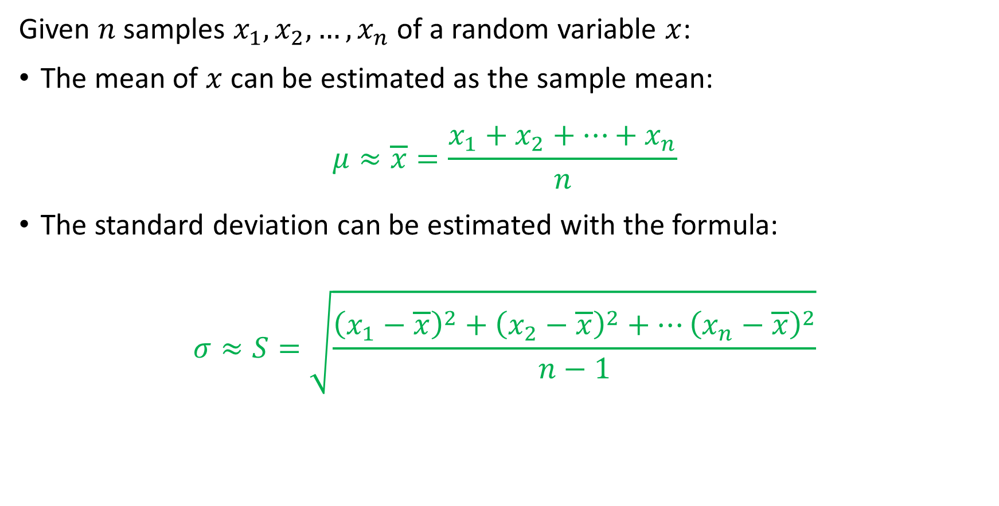 Given $n$ samples $x_1, x_2, \ldots, x_n$ of a random variable $x$:
• The mean of $x$ can be estimated as the sample mean:
$\mu \approx \overline{x} = \frac{x_1 + x_2 + \cdots + x_n}{n}$
• The standard deviation can be estimated with the formula:
$\sigma \approx S = \sqrt{\frac{(x_1 - \overline{x})^2 + (x_2 - \overline{x})^2 + \cdots (x_n - \overline{x})^2}{n - 1}}$